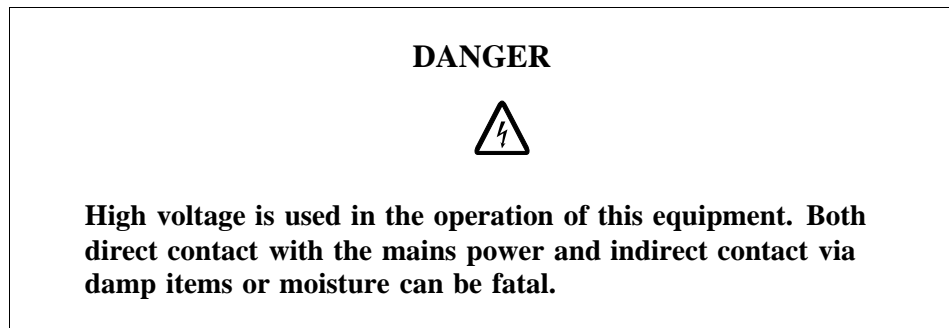 DANGER
High voltage is used in the operation of this equipment. Both
direct contact with the mains power and indirect contact via
damp items or moisture can be fatal.